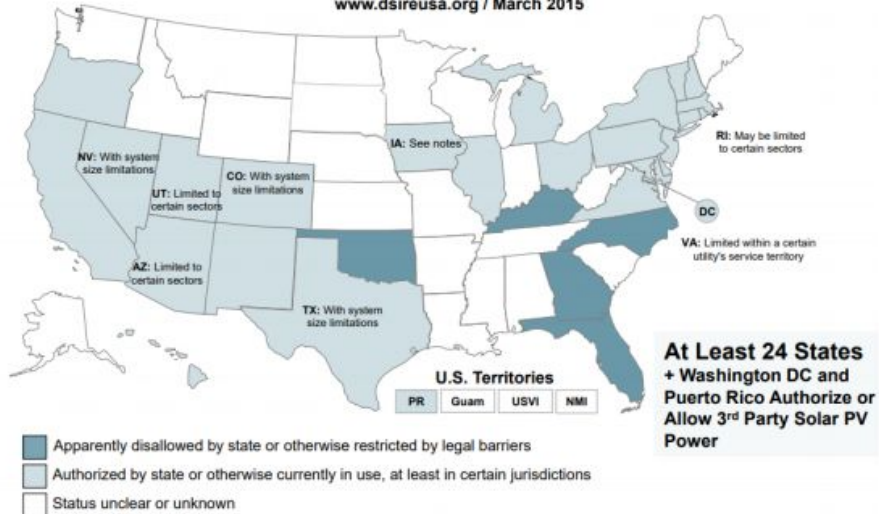 www.dsireusa.org / March 2015
NV: With system
size limitations
UT: Limited to
certain sectors
CO: With system
size limitations
IA: See notes
RI: May be limited
to certain sectors
DC
VA: Limited within a certain
utility's service territory
AZ: Limited to
certain sectors
TX: With system
size limitations
U.S. Territories
PR
Guam
USVI
NMI
At Least 24 States
+ Washington DC and
Puerto Rico Authorize or
Allow 3rd Party Solar PV
Power
Apparently disallowed by state or otherwise restricted by legal barriers
Authorized by state or otherwise currently in use, at least in certain jurisdictions
Status unclear or unknown